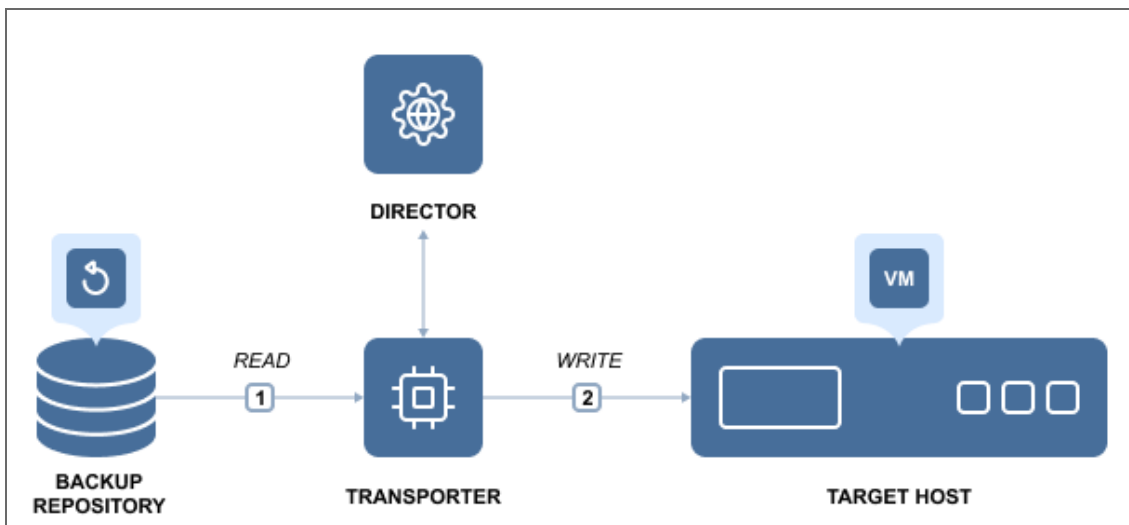 DIRECTOR
VM
READ
1
WRITE
2
BACKUP
REPOSITORY
TRANSPORTER
TARGET HOST